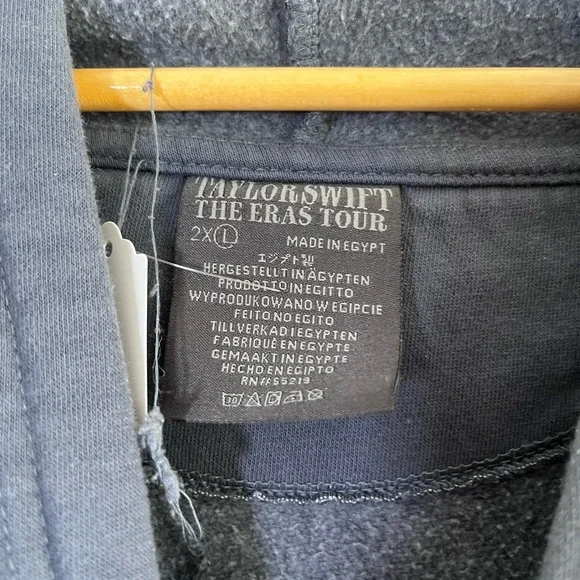 TAYLOR SWIFT
THE ERAS TOUR
2X L
MADE IN EGYPT
エジプト製
HERGESTELLT IN ÄGYPTEN
PRODOTTO IN EGITTO
WYPRODUKOWANO W EGIPCIE
FEITO NO EGITO
TILLVERKAD I EGYPTEN
FABRIQUÉ EN EGYPTE
GEMAAKT IN EGYPTE
HECHO EN EGIPTO
RN# 55219